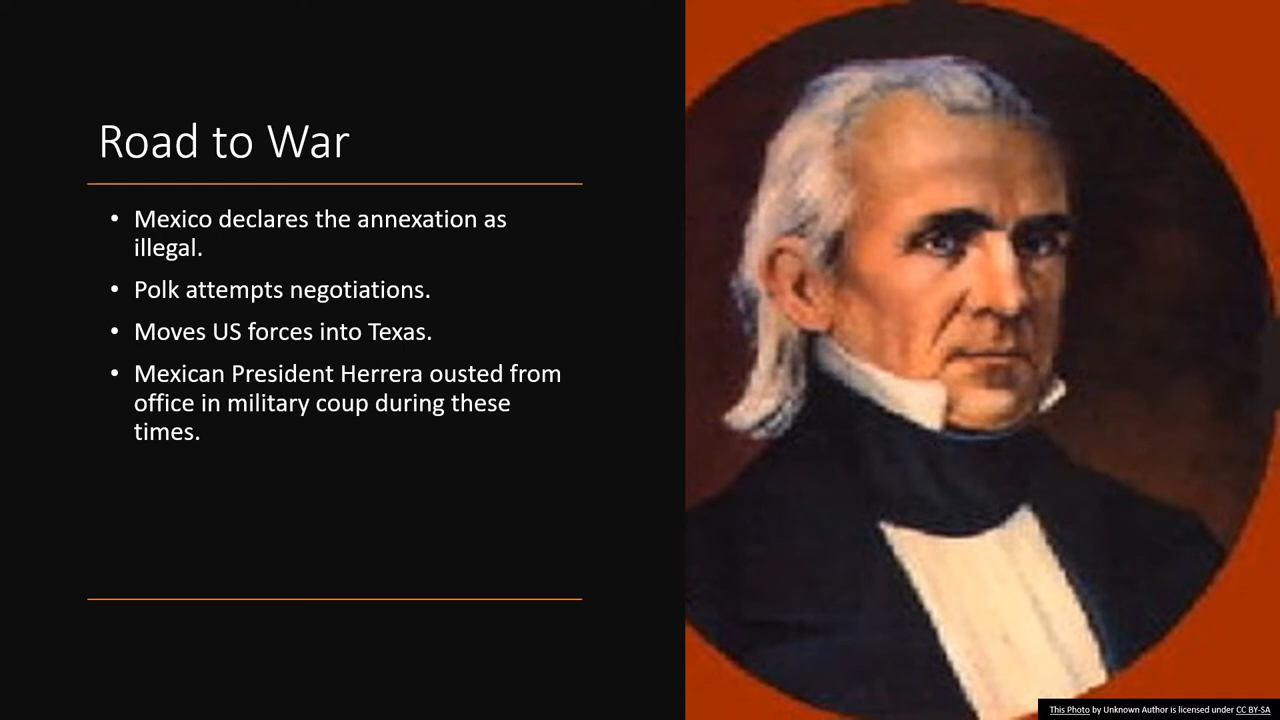 Road to War
• Mexico declares the annexation as
illegal.
• Polk attempts negotiations.
• Moves US forces into Texas.
• Mexican President Herrera ousted from
office in military coup during these
times.
This Photo by Unknown Author is licensed under CC BY-SA